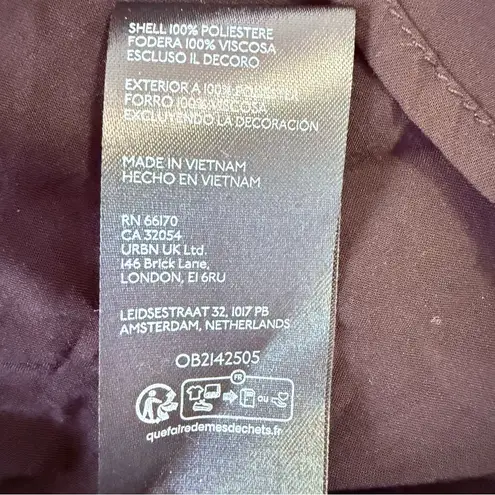 SHELL 100% POLIESTERE
FODERA 100% VISCOSA
ESCLUSO IL DECORO
EXTERIOR A 100% POLIÉSTER
FORRO 100% VISCOSA
EXCLUYENDO LA DECORACIÓN
MADE IN VIETNAM
HECHO EN VIETNAM
RN 66170
CA 32054
URBN UK Ltd.
146 Brick Lane,
LONDON, E1 6RU
LEIDSESTRAAT 32, 1017 PB
AMSTERDAM, NETHERLANDS
OB2142505
FR
OU
quefairedemesdechets.fr